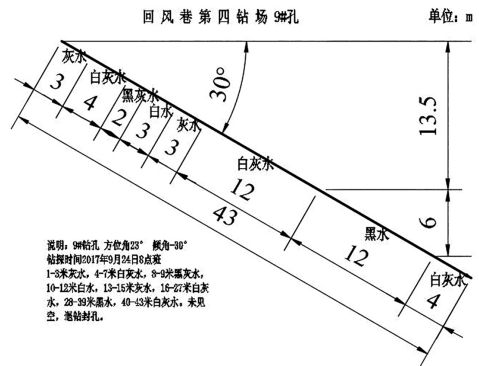 回风巷第四钻场9#孔
单位：m
灰水
3
白灰水
4
黑灰水
2
白水
3
灰水
3
30°
13.5
白灰水
12
43
6
黑水
12
白灰水
4
说明：9#钻孔 方位角23° 倾角-30°
钻探时间2017年9月24日8点班
1-3米灰水，4-7米白灰水，8-9米黑灰水，
10-12米白水，13-15米灰水，16-27米白灰
水，28-39米黑水，40-43米白灰水。未见
空，退钻封孔。